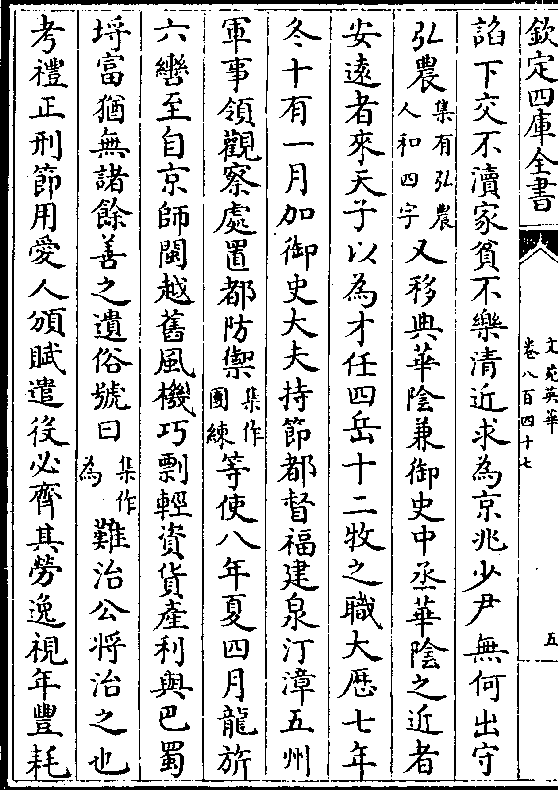 欽定四庫全書
文苑英華
卷八百四十七
五
諂下交不瀆家貧不樂清近求為京兆少尹無何出守
弘農集有弘農人和四字又移典華陰兼御史中丞華陰之近者
安遠者來天子以為才任四岳十二牧之職大厯七年
冬十有一月加御史大夫持節都督福建泉汀漳五州
軍事領觀察處置都防禦集作團練等使八年夏四月龍旂
六轡至自京師閩越舊風機巧剽輕資貨產利與巴蜀
埒富猶無諸餘善之遺俗號曰集作為難治公將治之也
考禮正刑節用愛人頒賦遣役必齊其勞逸視年豐耗